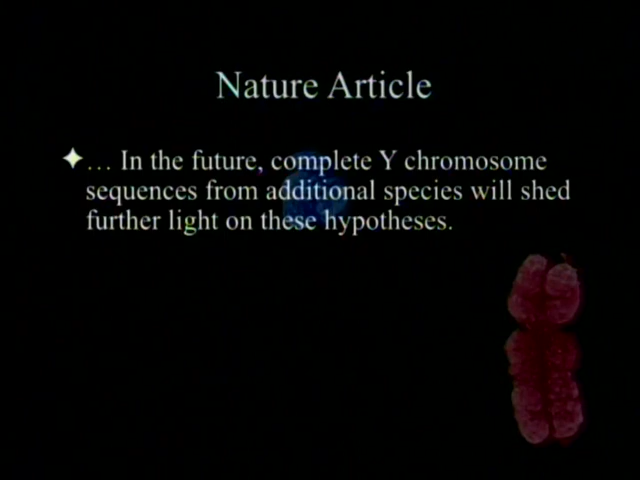 Nature Article
… In the future, complete Y chromosome
sequences from additional species will shed
further light on these hypotheses.